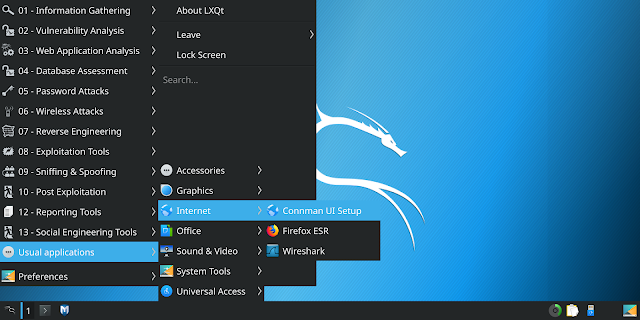 01 - Information Gathering
02 - Vulnerability Analysis
03 - Web Application Analysis
04 - Database Assessment
05 - Password Attacks
06 - Wireless Attacks
07 - Reverse Engineering
08 - Exploitation Tools
09 - Sniffing & Spoofing
10 - Post Exploitation
12 - Reporting Tools
13 - Social Engineering Tools
Usual applications
Preferences
About LXQt
Leave
Lock Screen
Search...
Accessories
Graphics
Internet
Office
Sound & Video
System Tools
Universal Access
Connman UI Setup
Firefox ESR
Wireshark
1